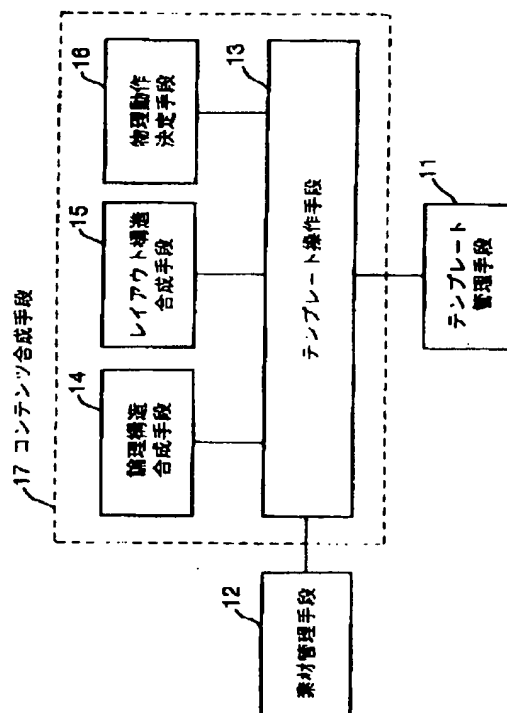 17 コンテンツ合成手段
14
論理構造
合成手段
15
レイアウト構造
合成手段
16
物理動作
決定手段
13
テンプレート操作手段
12
素材管理手段
11
テンプレート
管理手段